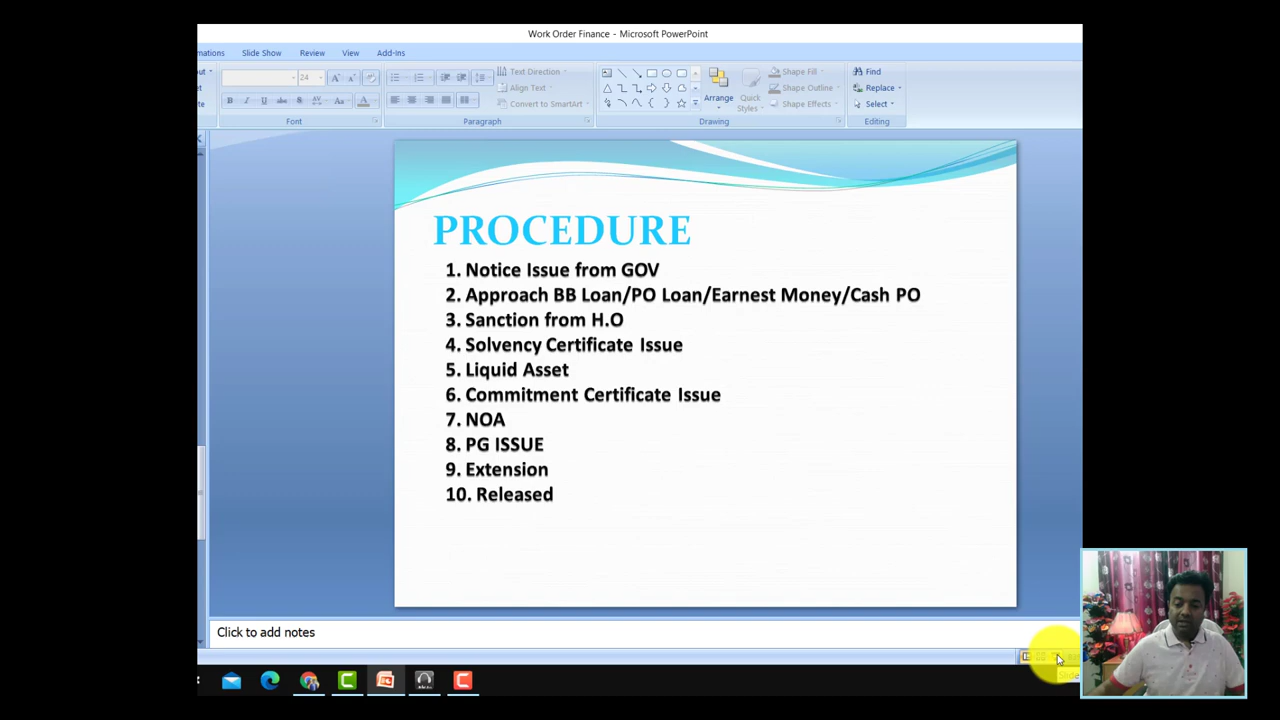 Work Order Finance - Microsoft PowerPoint
Slide Show Review View Add-Ins
24
Text Direction
Align Text
Convert to SmartArt
Arrange
Quick Styles
Shape Fill
Shape Outline
Shape Effects
Find
Replace
Select
Font Paragraph Drawing Editing
PROCEDURE
1. Notice Issue from GOV
2. Approach BB Loan/PO Loan/Earnest Money/Cash PO
3. Sanction from H.O
4. Solvency Certificate Issue
5. Liquid Asset
6. Commitment Certificate Issue
7. NOA
8. PG ISSUE
9. Extension
10. Released
Click to add notes